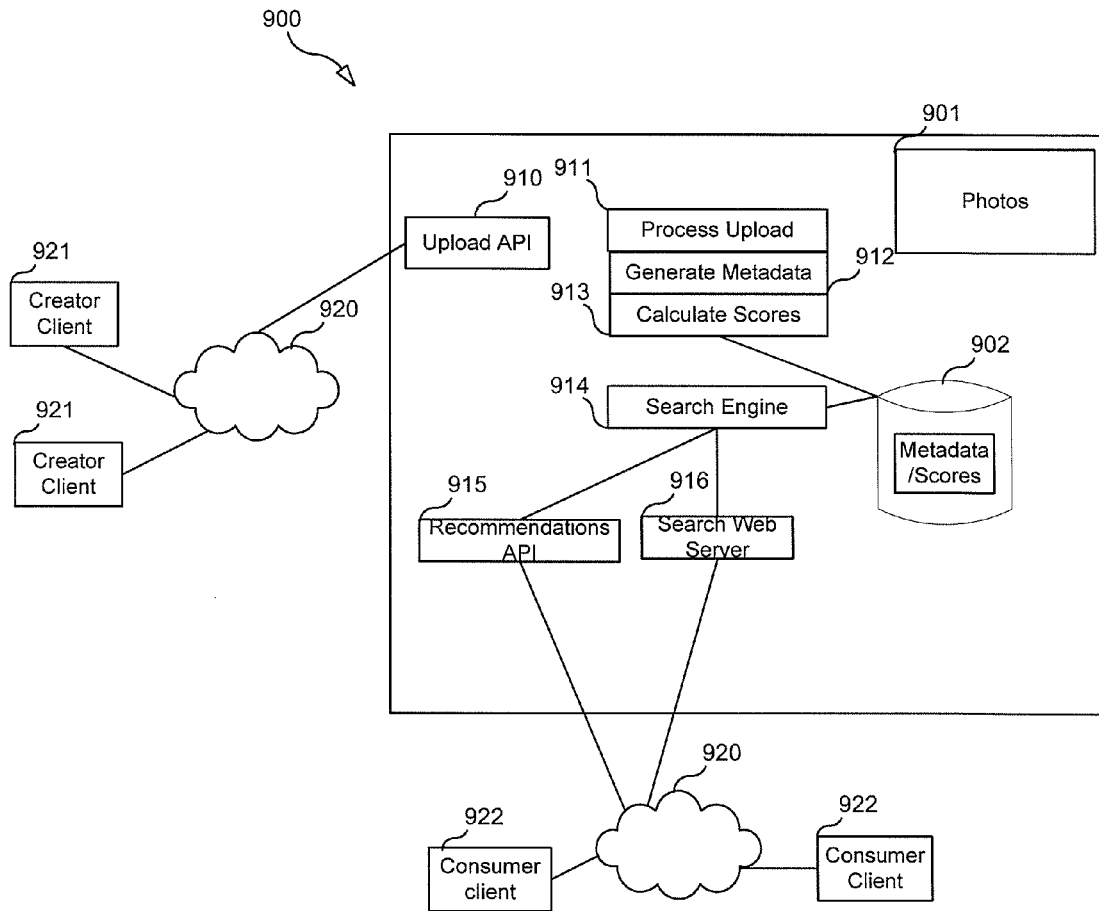 900
901
Photos
910
Upload API
911
Process Upload
Generate Metadata
912
913
Calculate Scores
921
Creator
Client
920
902
Metadata
/Scores
914
Search Engine
921
Creator
Client
915
Recommendations
API
916
Search Web
Server
920
922
Consumer
client
922
Consumer
Client